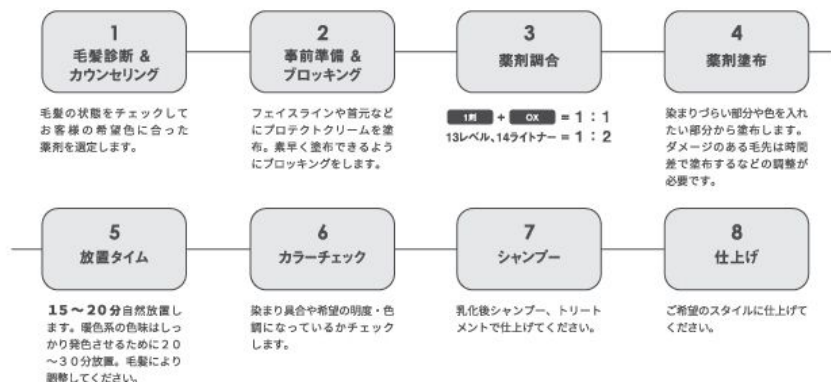 1
毛髪診断 &
カウンセリング
毛髪の状態をチェックして
お客様の希望色に合った
薬剤を選定します。
2
事前準備 &
ブロッキング
フェイスラインや首元など
にプロテクトクリームを塗
布。素早く塗布できるよう
にブロッキングをします。
3
薬剤調合
1剤 + OX = 1:1
13レベル、14ライトナー = 1:2
4
薬剤塗布
染まりづらい部分や色を入れ
たい部分から塗布します。
ダメージのある毛先は時間
差で塗布するなどの調整が
必要です。
5
放置タイム
15〜20分自然放置し
ます。暖色系の色味はしっ
かり発色させるために20
〜30分放置。毛髪により
調整してください。
6
カラーチェック
染まり具合や希望の明度・色
調になっているかチェック
します。
7
シャンプー
乳化後シャンプー、トリート
メントで仕上げてください。
8
仕上げ
ご希望のスタイルに仕上げて
ください。